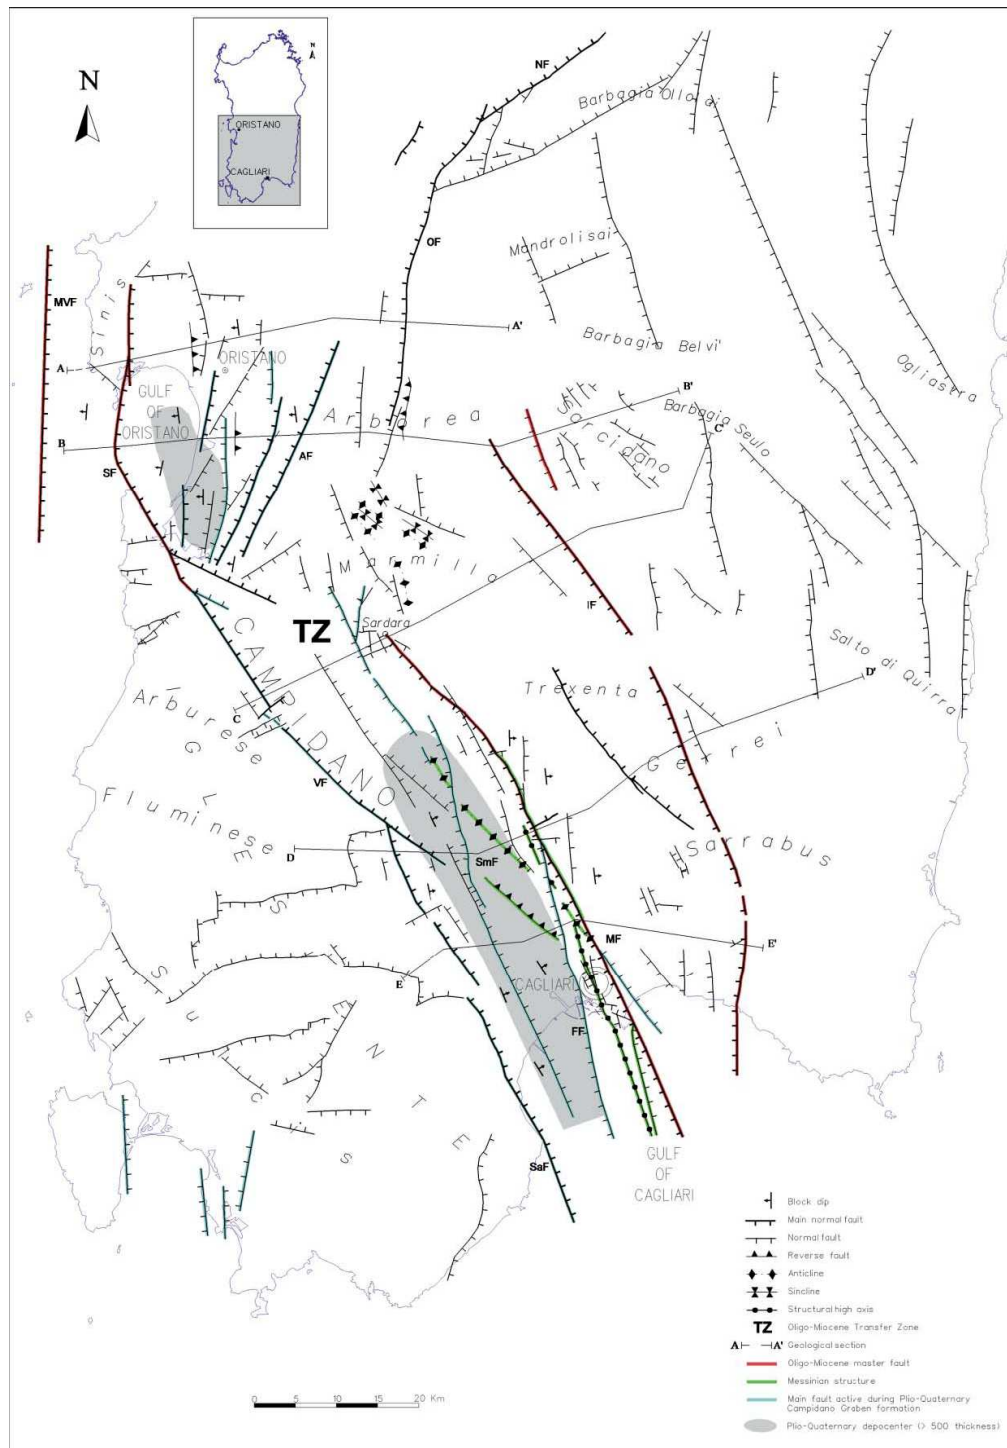 N
N
ORISTANO
CAGLIARI
NF
Barbagia Ollolai
OF
Mandrolisai
MVF
Sinis
A'
ORISTANO
Barbagia Belvi'
Ogliastra
A
GULF
OF
ORISTANO
B'
Arborea
Sarcidano
Barbagia Seulo
C'
B
AF
SF
Marmilla
IF
TZ
Sardara
CAMPIDANO
Salto di Quirra
Trexenta
D'
C
Arburese
IGLESIENTE
Gerrei
VF
Fluminese
D
SmF
Sarrabus
MF
E'
CAGLIARI
E
Sulcis
FF
SaF
GULF
OF
CAGLIARI
Block dip
Main normal fault
Normal fault
Reverse fault
Anticline
Sincline
Structural high axis
TZ Oligo-Miocene Transfer Zone
A A' Geological section
Oligo-Miocene master fault
Messinian structure
Main fault active during Plio-Quaternary
Campidano Graben formation
Plio-Quaternary depocenter (> 500 thickness)
0 5 10 15 20 Km